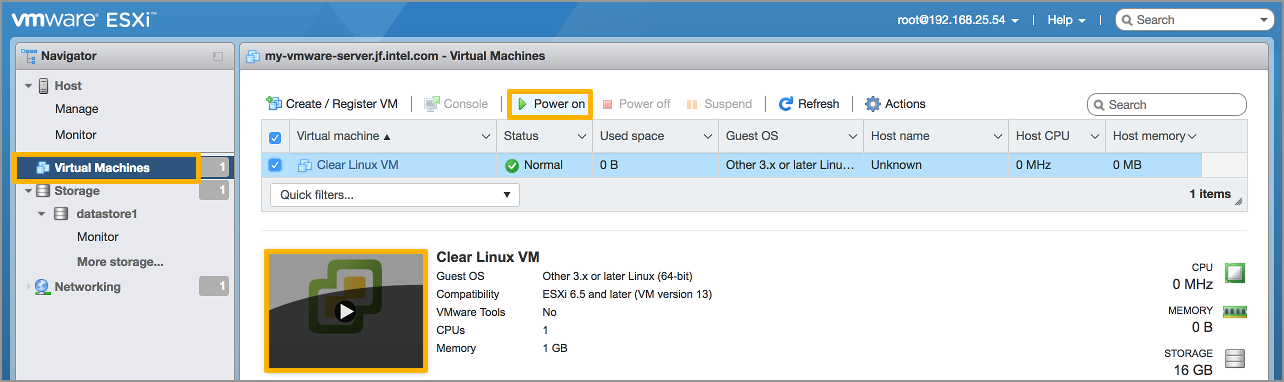 vmware ESXi
root@192.168.25.54 Help Search
Navigator
my-vmware-server.jf.intel.com - Virtual Machines
Host
Manage
Monitor
Virtual Machines 1
Storage 1
datastore1
Monitor
More storage...
Networking 1
Create / Register VM Console Power on Power off Suspend Refresh Actions Search
Virtual machine Status Used space Guest OS Host name Host CPU Host memory
Clear Linux VM Normal 0 B Other 3.x or later Linu... Unknown 0 MHz 0 MB
Quick filters... 1 items
Clear Linux VM
Guest OS Other 3.x or later Linux (64-bit)
Compatibility ESXi 6.5 and later (VM version 13)
VMware Tools No
CPUs 1
Memory 1 GB
CPU
0 MHz
MEMORY
0 B
STORAGE
16 GB